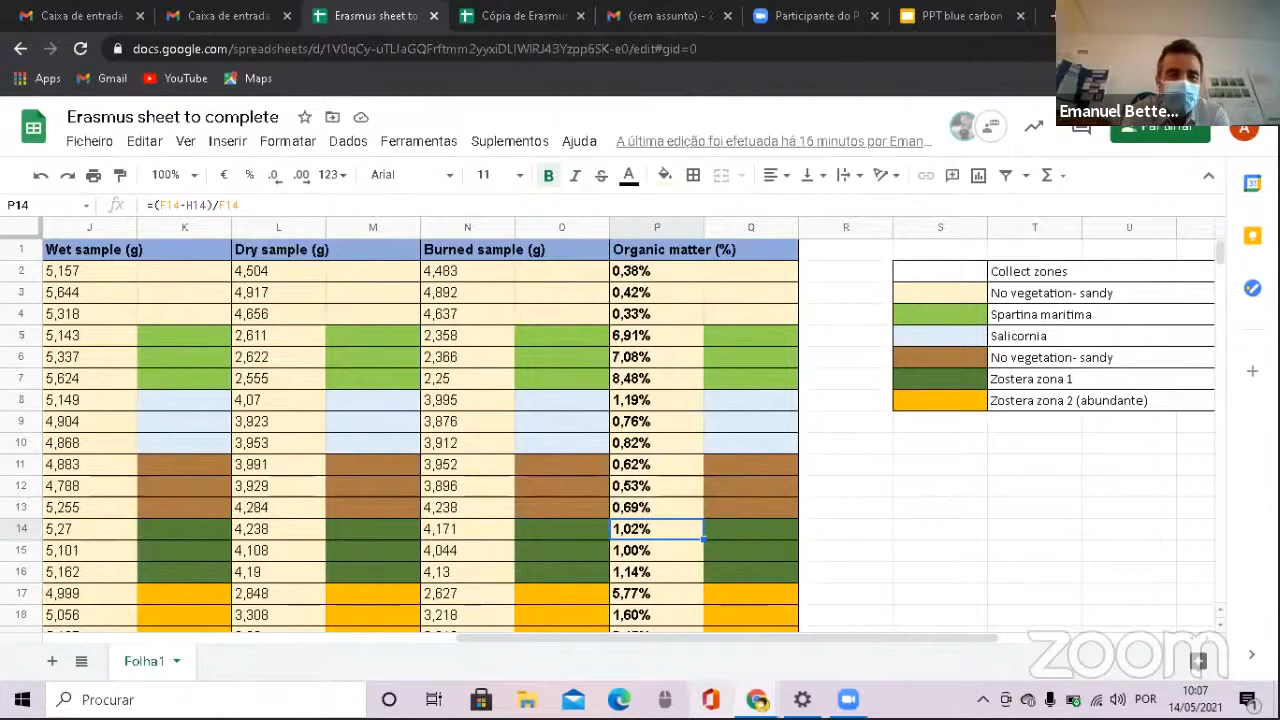 Caixa de entrada
Caixa de entrada
Erasmus sheet to
Cópia de Erasmus
(sem assunto) - 2
Participante do P
PPT blue carbon
Apps Gmail YouTube Maps
Emanuel Bette...
Erasmus sheet to complete
Ficheiro Editar Ver Inserir Formatar Dados Ferramentas Suplementos Ajuda A última edição foi efetuada há 16 minutos por Eman...
Partilhar A
100% € % .0 .00 123 Arial 11 B I S A
P14 fx =(F14-H14)/F14
J K L M N O P Q R S T U
1 Wet sample (g) Dry sample (g) Burned sample (g) Organic matter (%)
2 5,157 4,504 4,483 0,38% Collect zones
3 5,644 4,917 4,892 0,42% No vegetation- sandy
4 5,318 4,656 4,637 0,33% Spartina maritima
5 5,143 2,611 2,358 6,91% Salicornia
6 5,337 2,622 2,366 7,08% No vegetation- sandy
7 5,624 2,555 2,25 8,48% Zostera zona 1
8 5,149 4,07 3,995 1,19% Zostera zona 2 (abundante)
9 4,904 3,923 3,876 0,76%
10 4,868 3,953 3,912 0,82%
11 4,883 3,991 3,952 0,62%
12 4,788 3,929 3,896 0,53%
13 5,255 4,284 4,238 0,69%
14 5,27 4,238 4,171 1,02%
15 5,101 4,108 4,044 1,00%
16 5,162 4,19 4,13 1,14%
17 4,999 2,848 2,627 5,77%
18 5,056 3,308 3,218 1,60%
Folha1
zoom
Procurar
POR
10:07
14/05/2021